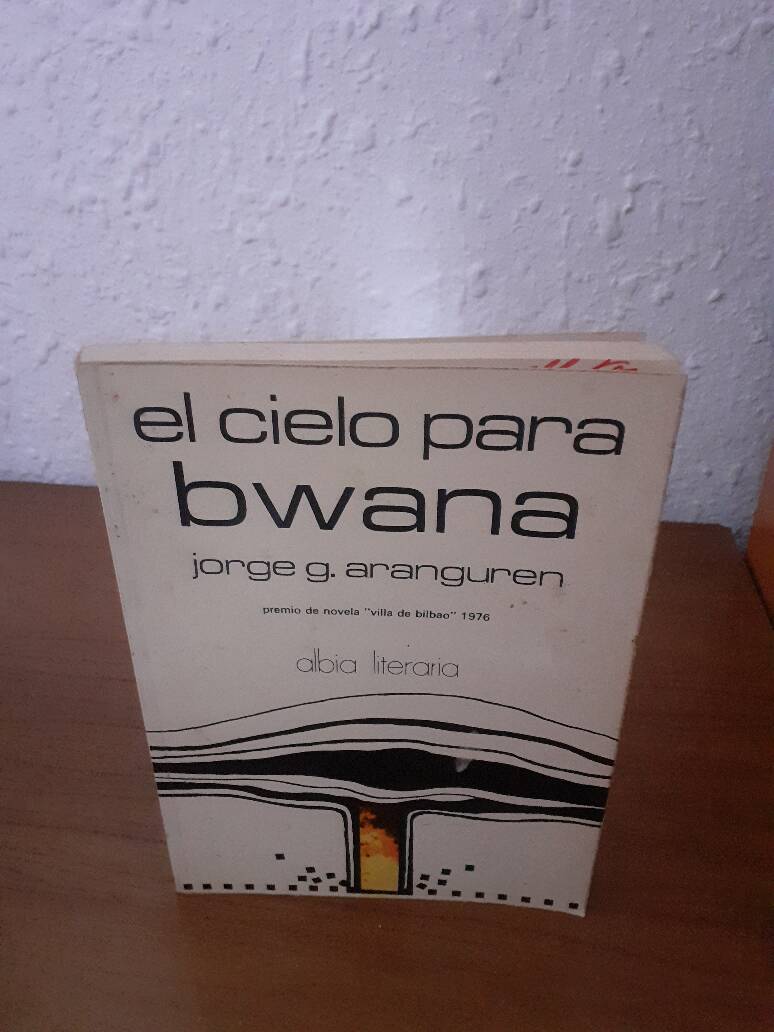 el cielo para
bwana
jorge g. aranguren
premio de novela "villa de bilbao" 1976
albia literaria